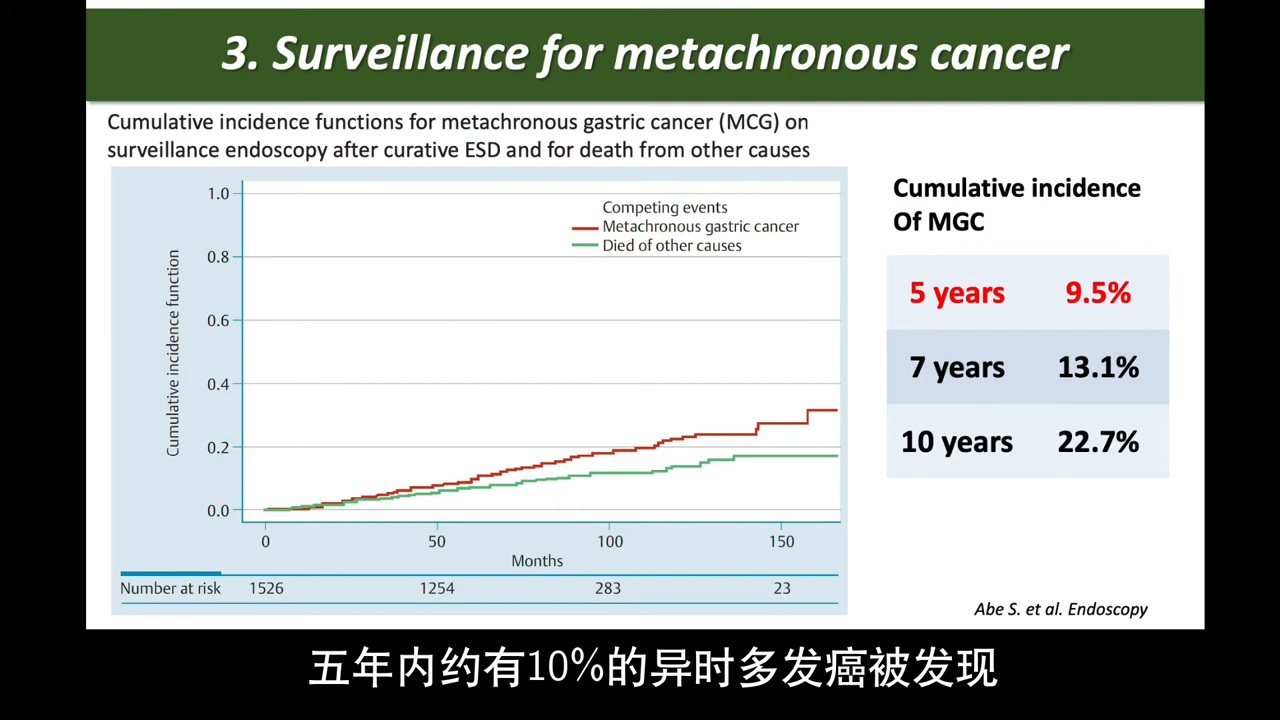 3. Surveillance for metachronous cancer
Cumulative incidence functions for metachronous gastric cancer (MCG) on
surveillance endoscopy after curative ESD and for death from other causes
Cumulative incidence function
1.0
0.8
0.6
0.4
0.2
0.0
Competing events
Metachronous gastric cancer
Died of other causes
0 50 100 150
Months
Number at risk 1526 1254 283 23
Cumulative incidence
Of MGC
5 years 9.5%
7 years 13.1%
10 years 22.7%
Abe S. et al. Endoscopy
五年内约有10%的异时多发癌被发现